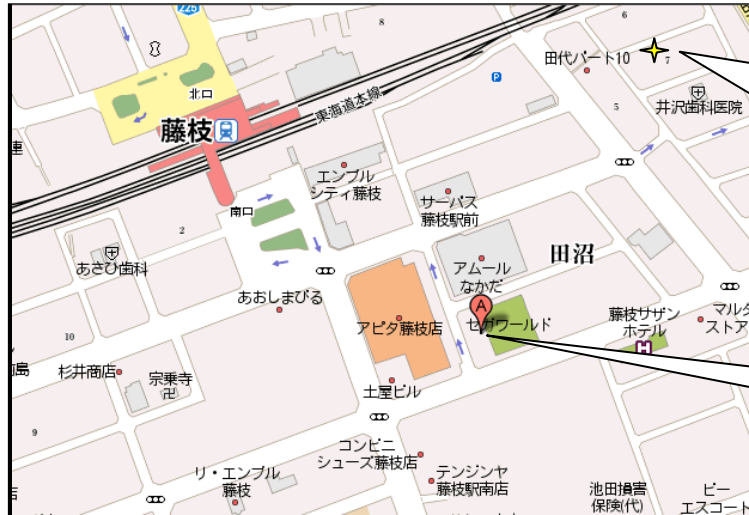 225
8
6
7
北口
田代パート10
P
5
井沢歯科医院
東海道本線
藤枝
エンブル
シティ藤枝
サーパス
藤枝駅前
南口
2
あさひ歯科
田沼
アムール
なかだ
あおしまびる
A
セガワールド
アピタ藤枝店
藤枝サザン
ホテル
H
マルタ
ストア
10
杉井商店
宗乗寺
卍
土屋ビル
9
コンビニ
シューズ藤枝店
リ・エンブル
藤枝
テンジンヤ
藤枝駅南店
池田損害
保険(代)
ビー
エスコート